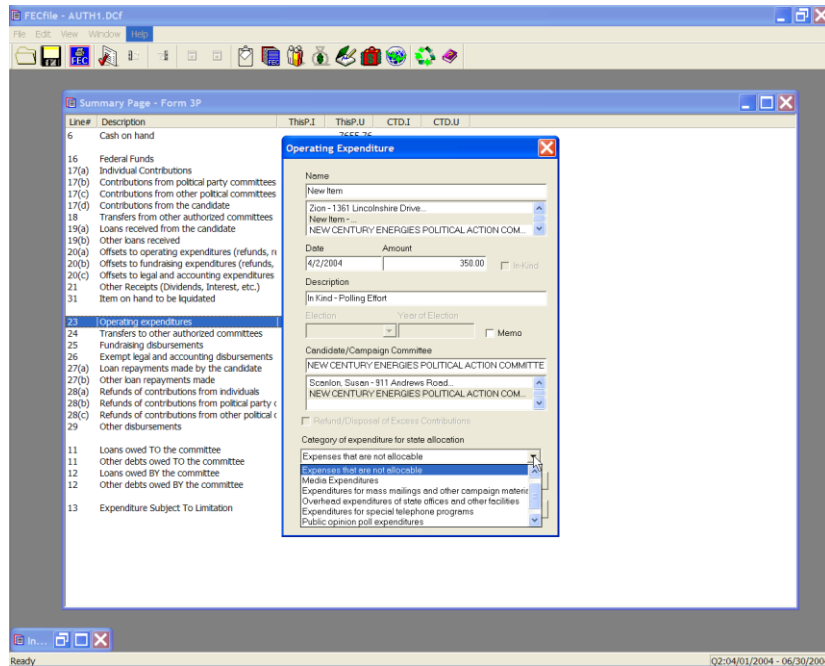 FECfile - AUTH1.DCf
File Edit View Window Help
FEC
Summary Page - Form 3P
Line# Description ThisP.I ThisP.U CTD.I CTD.U
6 Cash on hand 7655.76
16 Federal Funds
17(a) Individual Contributions
17(b) Contributions from political party committees
17(c) Contributions from other political committees
17(d) Contributions from the candidate
18 Transfers from other authorized committees
19(a) Loans received from the candidate
19(b) Other loans received
20(a) Offsets to operating expenditures (refunds, re
20(b) Offsets to fundraising expenditures (refunds,
20(c) Offsets to legal and accounting expenditures
21 Other Receipts (Dividends, Interest, etc.)
31 Item on hand to be liquidated
23 Operating expenditures
24 Transfers to other authorized committees
25 Fundraising disbursements
26 Exempt legal and accounting disbursements
27(a) Loan repayments made by the candidate
27(b) Other loan repayments made
28(a) Refunds of contributions from individuals
28(b) Refunds of contributions from political party c
28(c) Refunds of contributions from other political c
29 Other disbursements
11 Loans owed TO the committee
11 Other debts owed TO the committee
12 Loans owed BY the committee
12 Other debts owed BY the committee
13 Expenditure Subject To Limitation
Operating Expenditure
Name
New Item
Zion - 1361 Lincolnshire Drive...
New Item - ...
NEW CENTURY ENERGIES POLITICAL ACTION COM...
Date Amount
4/2/2004 350.00 In-Kind
Description
In Kind - Polling Effort
Election Year of Election
Memo
Candidate/Campaign Committee
NEW CENTURY ENERGIES POLITICAL ACTION COMMITTE
Scanlon, Susan - 911 Andrews Road...
NEW CENTURY ENERGIES POLITICAL ACTION COM...
Refund/Disposal of Excess Contributions
Category of expenditure for state allocation
Expenses that are not allocable
Expenses that are not allocable
Media Expenditures
Expenditures for mass mailings and other campaign materia
Overhead expenditures of state offices and other facilities
Expenditures for special telephone programs
Public opinion poll expenditures
In...
Ready Q2:04/01/2004 - 06/30/200